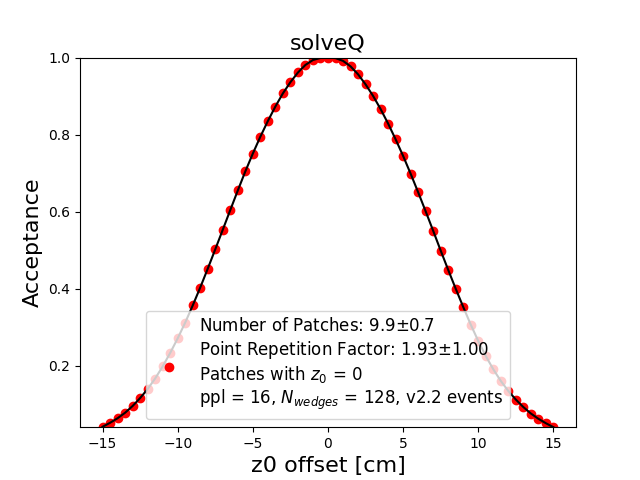 solveQ
Acceptance
1.0
0.8
0.6
0.4
0.2
Number of Patches: 9.9±0.7
Point Repetition Factor: 1.93±1.00
Patches with z₀ = 0
ppl = 16, N_wedges = 128, v2.2 events
−15 −10 −5 0 5 10 15
z0 offset [cm]